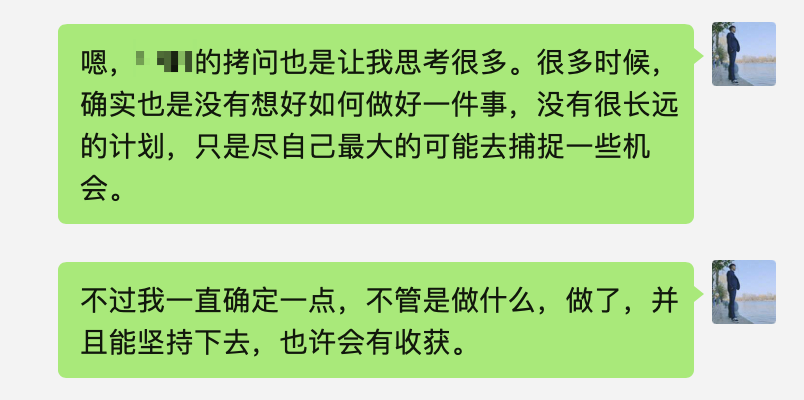 嗯，的拷问也是让我思考很多。很多时候，
确实也是没有想好如何做好一件事，没有很长远
的计划，只是尽自己最大的可能去捕捉一些机
会。
不过我一直确定一点，不管是做什么，做了，并
且能坚持下去，也许会有收获。